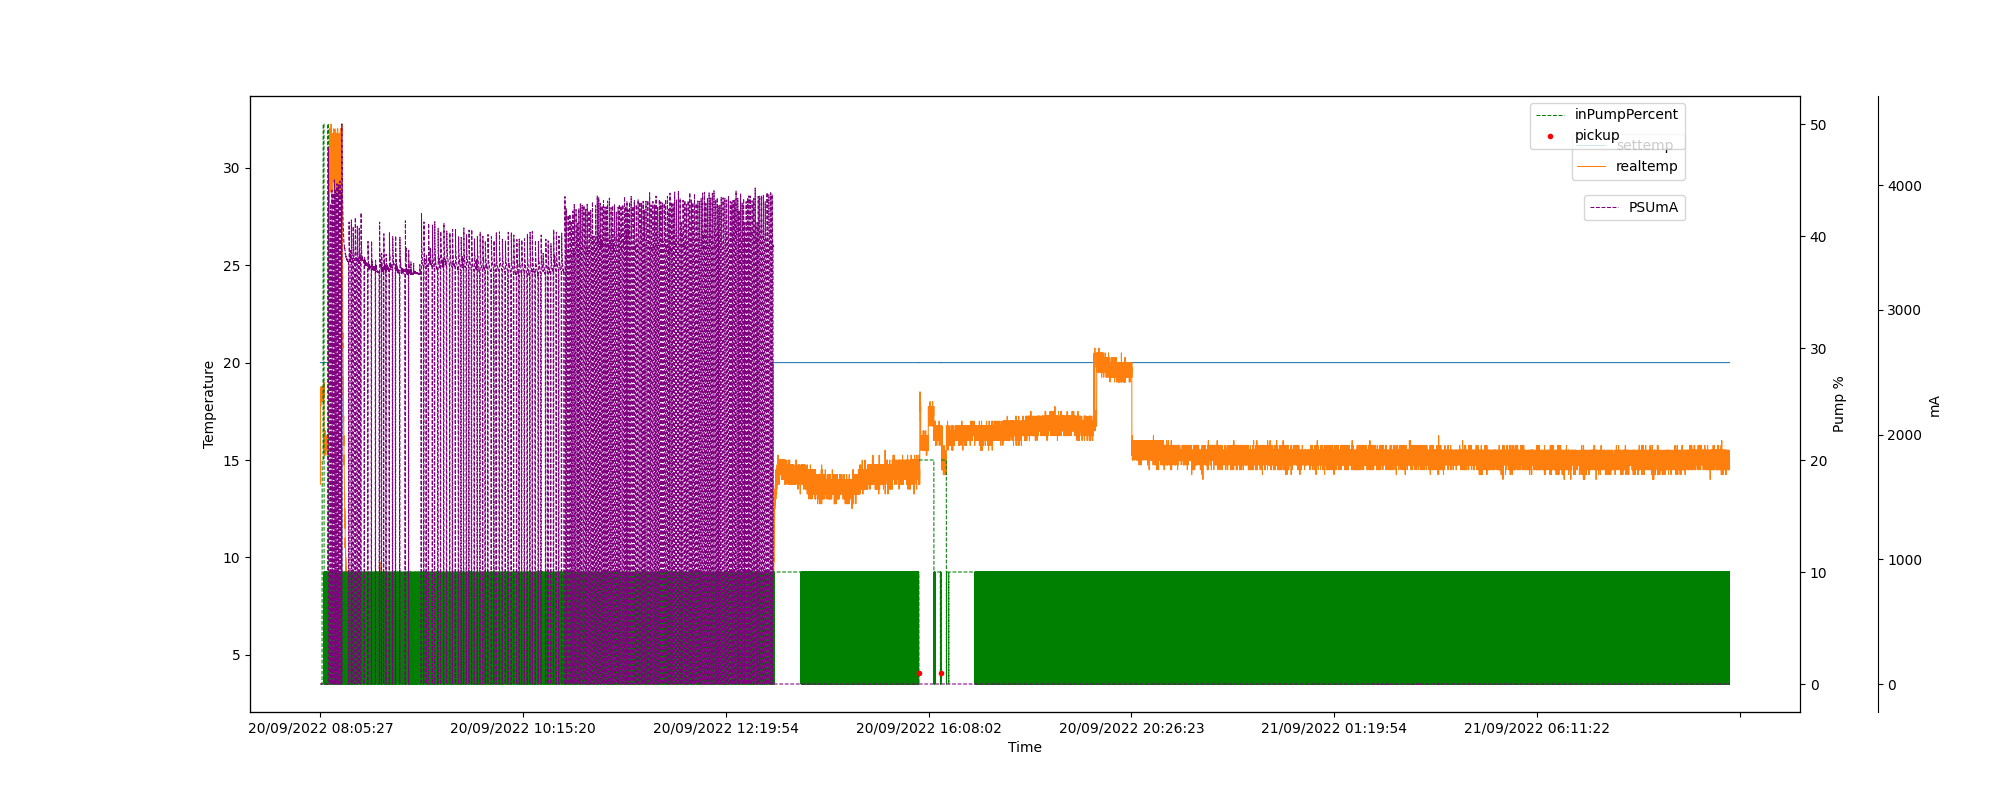 inPumpPercent
pickup
settemp
realtemp
PSUmA
30
25
20
15
10
5
Temperature
50
40
30
20
10
0
Pump %
4000
3000
2000
1000
0
mA
20/09/2022 08:05:27
20/09/2022 10:15:20
20/09/2022 12:19:54
20/09/2022 16:08:02
20/09/2022 20:26:23
21/09/2022 01:19:54
21/09/2022 06:11:22
Time